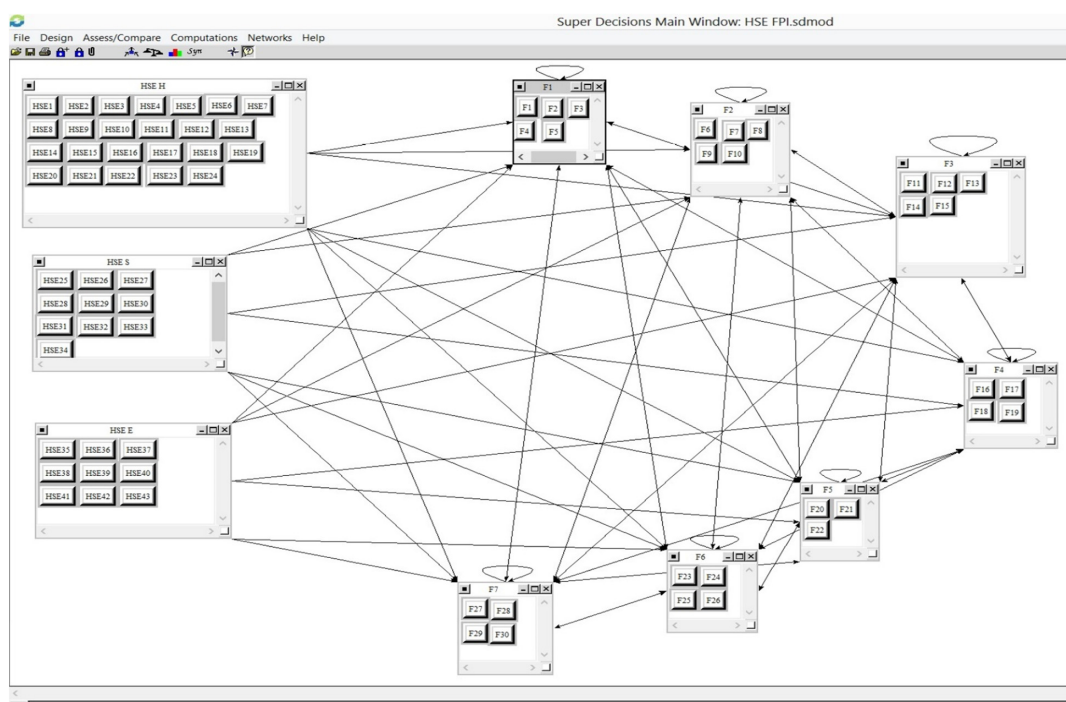 Super Decisions Main Window: HSE FPI.sdmod
File Design Assess/Compare Computations Networks Help
Syn
HSE H
HSE1 HSE2 HSE3 HSE4 HSE5 HSE6 HSE7
HSE8 HSE9 HSE10 HSE11 HSE12 HSE13
HSE14 HSE15 HSE16 HSE17 HSE18 HSE19
HSE20 HSE21 HSE22 HSE23 HSE24
HSE S
HSE25 HSE26 HSE27
HSE28 HSE29 HSE30
HSE31 HSE32 HSE33
HSE34
HSE E
HSE35 HSE36 HSE37
HSE38 HSE39 HSE40
HSE41 HSE42 HSE43
F1
F1 F2 F3
F4 F5
F2
F6 F7 F8
F9 F10
F3
F11 F12 F13
F14 F15
F4
F16 F17
F18 F19
F5
F20 F21
F22
F6
F23 F24
F25 F26
F7
F27 F28
F29 F30